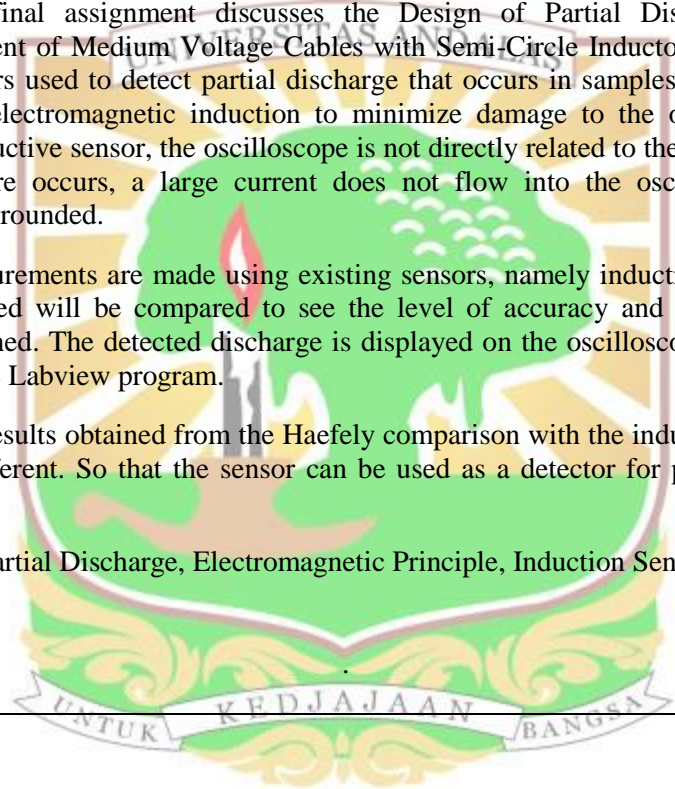 final assignment discusses the Design of Partial Dis
ent of Medium Voltage Cables with Semi-Circle Inducto
rs used to detect partial discharge that occurs in samples
electromagnetic induction to minimize damage to the o
uctive sensor, the oscilloscope is not directly related to the
re occurs, a large current does not flow into the osc
rounded.
urements are made using existing sensors, namely inducti
ed will be compared to see the level of accuracy and
ned. The detected discharge is displayed on the oscillosco
Labview program.
esults obtained from the Haefely comparison with the indu
ferent. So that the sensor can be used as a detector for p
artial Discharge, Electromagnetic Principle, Induction Sen
.
UNIVERSITAS ANDALAS
UNTUK KEDJAJAAN BANGSA